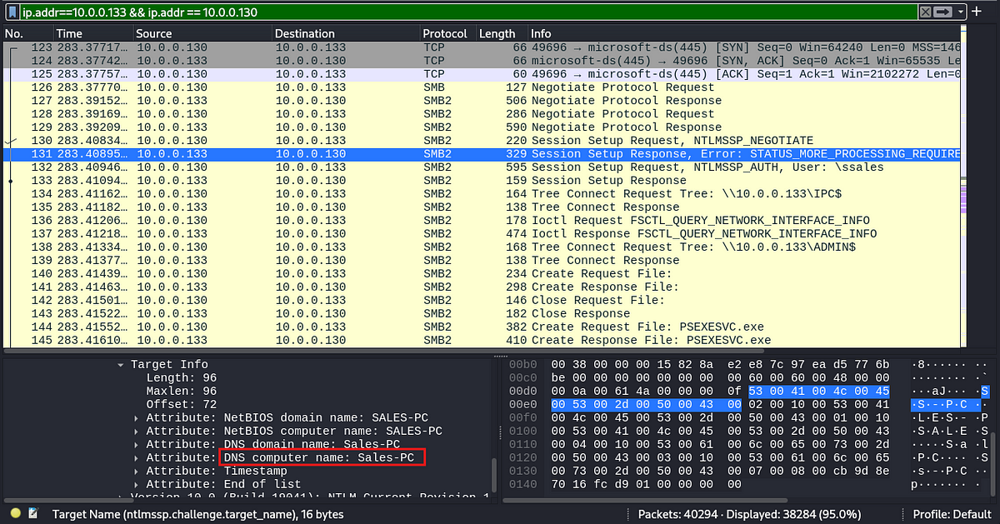 ip.addr==10.0.0.133 && ip.addr == 10.0.0.130
No. Time Source Destination Protocol Length Info
123 283.37717… 10.0.0.130 10.0.0.133 TCP 66 49696 → microsoft-ds(445) [SYN] Seq=0 Win=64240 Len=0 MSS=146
124 283.37742… 10.0.0.133 10.0.0.130 TCP 66 microsoft-ds(445) → 49696 [SYN, ACK] Seq=0 Ack=1 Win=65535 Le
125 283.37757… 10.0.0.130 10.0.0.133 TCP 60 49696 → microsoft-ds(445) [ACK] Seq=1 Ack=1 Win=2102272 Len=0
126 283.37770… 10.0.0.130 10.0.0.133 SMB 127 Negotiate Protocol Request
127 283.39152… 10.0.0.133 10.0.0.130 SMB2 506 Negotiate Protocol Response
128 283.39169… 10.0.0.130 10.0.0.133 SMB2 286 Negotiate Protocol Request
129 283.39209… 10.0.0.133 10.0.0.130 SMB2 590 Negotiate Protocol Response
130 283.40834… 10.0.0.130 10.0.0.133 SMB2 220 Session Setup Request, NTLMSSP_NEGOTIATE
131 283.40895… 10.0.0.133 10.0.0.130 SMB2 329 Session Setup Response, Error: STATUS_MORE_PROCESSING_REQUIRE
132 283.40946… 10.0.0.130 10.0.0.133 SMB2 595 Session Setup Request, NTLMSSP_AUTH, User: \ssales
133 283.41094… 10.0.0.133 10.0.0.130 SMB2 159 Session Setup Response
134 283.41162… 10.0.0.130 10.0.0.133 SMB2 164 Tree Connect Request Tree: \\10.0.0.133\IPC$
135 283.41182… 10.0.0.133 10.0.0.130 SMB2 138 Tree Connect Response
136 283.41206… 10.0.0.130 10.0.0.133 SMB2 178 Ioctl Request FSCTL_QUERY_NETWORK_INTERFACE_INFO
137 283.41218… 10.0.0.133 10.0.0.130 SMB2 474 Ioctl Response FSCTL_QUERY_NETWORK_INTERFACE_INFO
138 283.41334… 10.0.0.130 10.0.0.133 SMB2 168 Tree Connect Request Tree: \\10.0.0.133\ADMIN$
139 283.41377… 10.0.0.133 10.0.0.130 SMB2 138 Tree Connect Response
140 283.41439… 10.0.0.130 10.0.0.133 SMB2 234 Create Request File:
141 283.41463… 10.0.0.133 10.0.0.130 SMB2 298 Create Response File:
142 283.41501… 10.0.0.130 10.0.0.133 SMB2 146 Close Request File:
143 283.41522… 10.0.0.133 10.0.0.130 SMB2 182 Close Response
144 283.41552… 10.0.0.130 10.0.0.133 SMB2 382 Create Request File: PSEXESVC.exe
145 283.41610… 10.0.0.133 10.0.0.130 SMB2 410 Create Response File: PSEXESVC.exe
Target Info
Length: 96
Maxlen: 96
Offset: 72
Attribute: NetBIOS domain name: SALES-PC
Attribute: NetBIOS computer name: SALES-PC
Attribute: DNS domain name: Sales-PC
Attribute: DNS computer name: Sales-PC
Attribute: Timestamp
Attribute: End of list
Version 10.0 (Build 19041); NTLM Current Revision 1
00b0 00 38 00 00 00 15 82 8a e2 e8 7c 97 ea d5 77 6b ·8······ ··
00c0 be 00 00 00 00 00 00 00 00 60 00 60 00 48 00 00 ········ ·`
00d0 00 0a 00 61 4a 00 00 00 0f 53 00 41 00 4c 00 45 ···aJ··· ·S
00e0 00 53 00 2d 00 50 00 43 00 02 00 10 00 53 00 41 ·S·-·P·C ··
00f0 00 4c 00 45 00 53 00 2d 00 50 00 43 00 01 00 10 ·L·E·S·- ·P
0100 00 53 00 41 00 4c 00 45 00 53 00 2d 00 50 00 43 ·S·A·L·E ·S
0110 00 04 00 10 00 53 00 61 00 6c 00 65 00 73 00 2d ·····S·a ·l
0120 00 50 00 43 00 03 00 10 00 53 00 61 00 6c 00 65 ·P·C···· ·S
0130 00 73 00 2d 00 50 00 43 00 07 00 08 00 cb 9d 8e ·s·-·P·C ··
0140 70 16 fc d9 01 00 00 00 00 p······· ·
Target Name (ntlmssp.challenge.target_name), 16 bytes
Packets: 40294 · Displayed: 38284 (95.0%)
Profile: Default